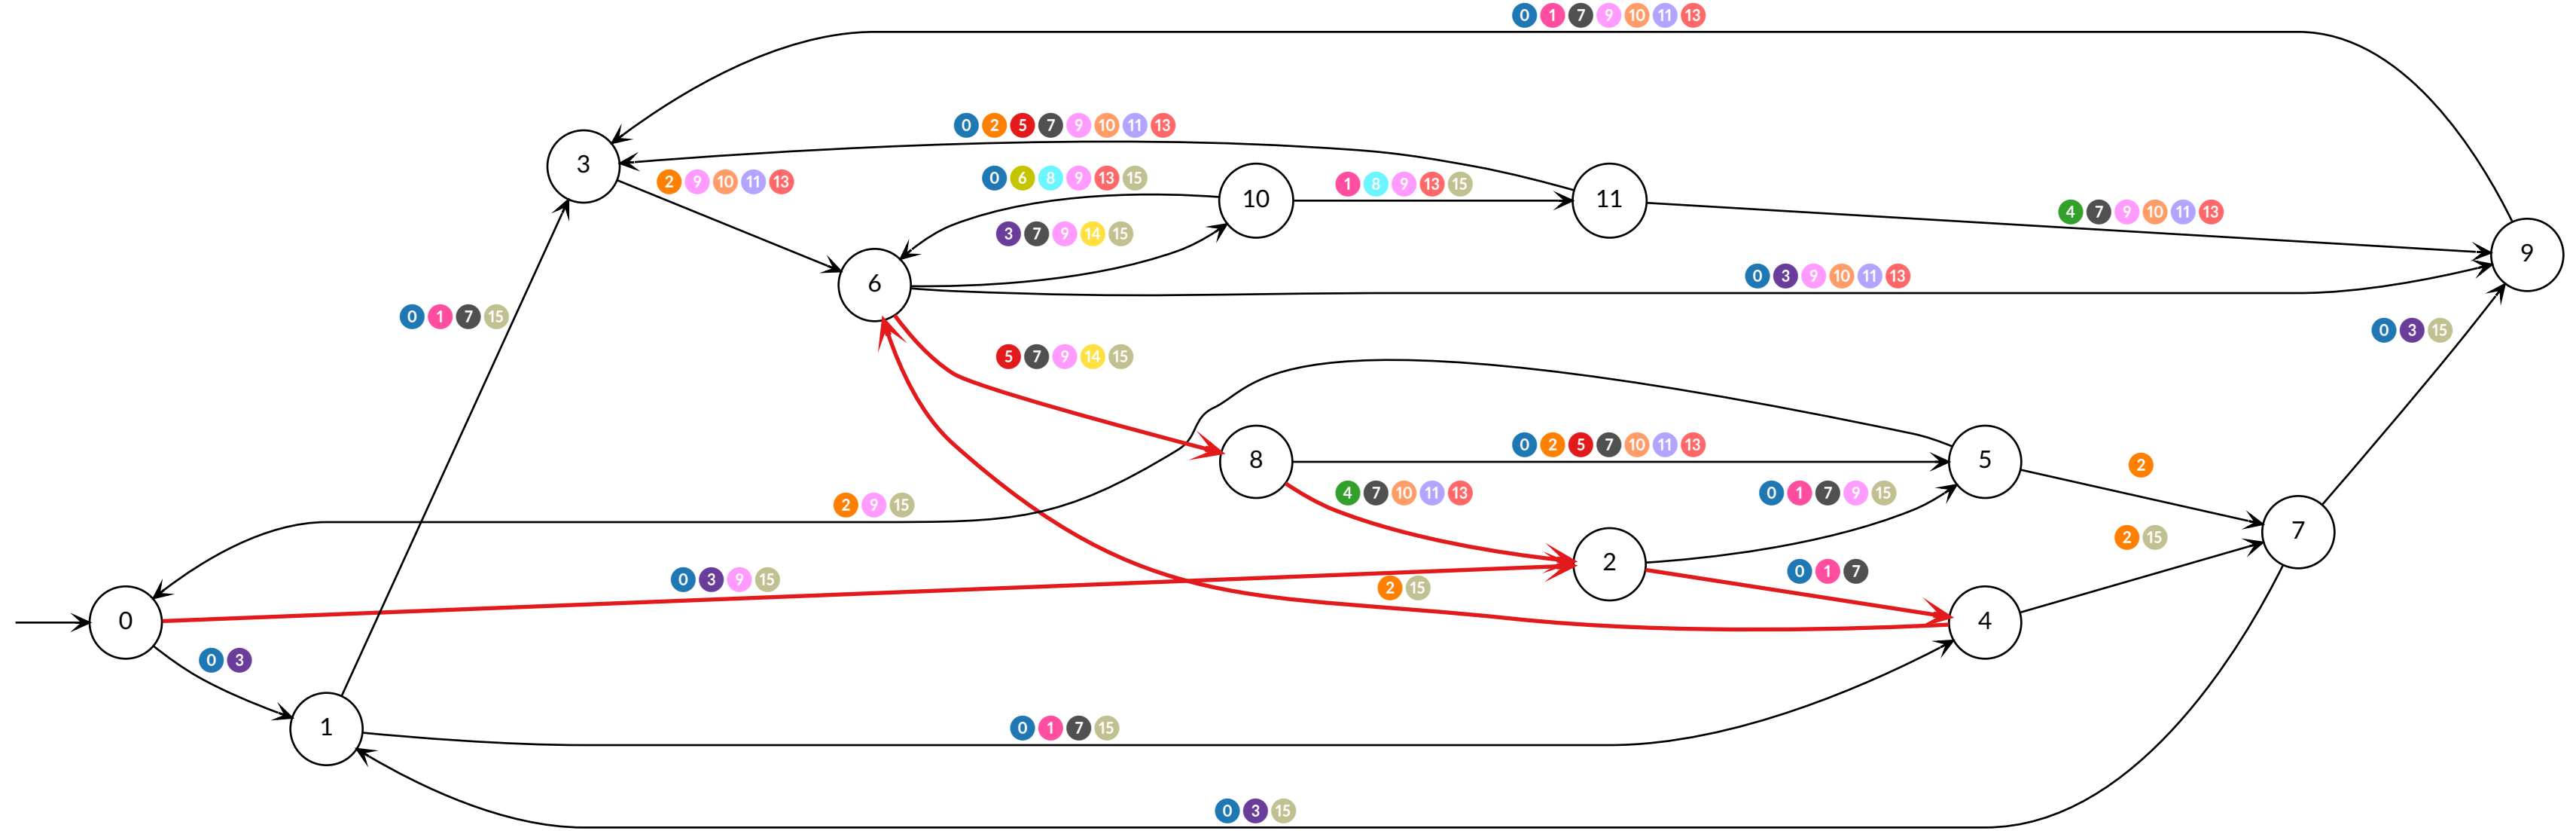 0 1 7 9 10 11 13
0 2 5 7 9 10 11 13
3
2 9 10 11 13
0 6 8 9 13 15
10
1 8 9 13 15
11
4 7 9 10 11 13
3 7 9 14 15
9
6
0 3 9 10 11 13
0 1 7 15
0 3 15
5 7 9 14 15
8
0 2 5 7 10 11 13
5
2
4 7 10 11 13
0 1 7 9 15
2 9 15
7
2 15
2
0 1 7
0 3 9 15
2 15
0
4
0 3
1
0 1 7 15
0 3 15